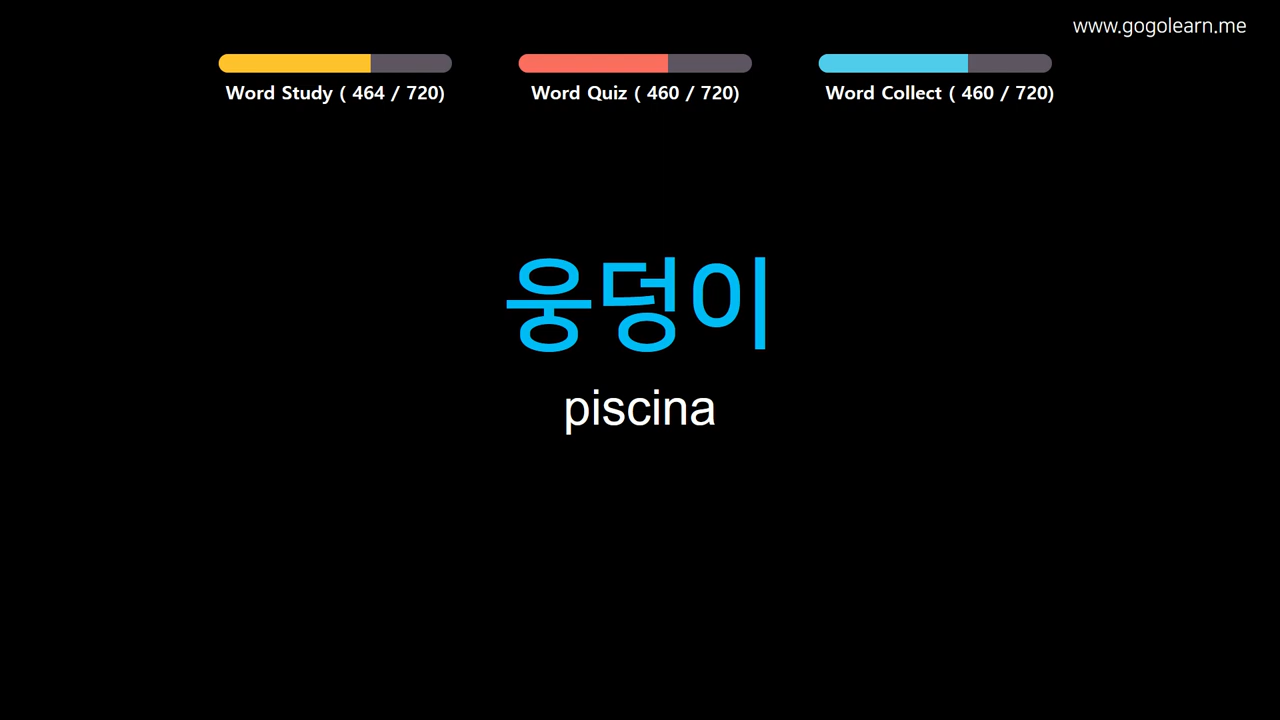 www.gogolearn.me
Word Study ( 464 / 720)
Word Quiz ( 460 / 720)
Word Collect ( 460 / 720)
웅덩이
piscina